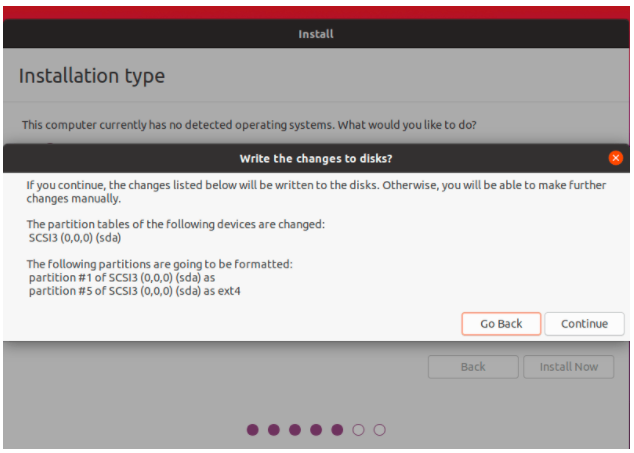 Install
Installation type
This computer currently has no detected operating systems. What would you like to do?
Write the changes to disks?
If you continue, the changes listed below will be written to the disks. Otherwise, you will be able to make further
changes manually.
The partition tables of the following devices are changed:
SCSI3 (0,0,0) (sda)
The following partitions are going to be formatted:
partition #1 of SCSI3 (0,0,0) (sda) as
partition #5 of SCSI3 (0,0,0) (sda) as ext4
Go Back Continue
Back Install Now